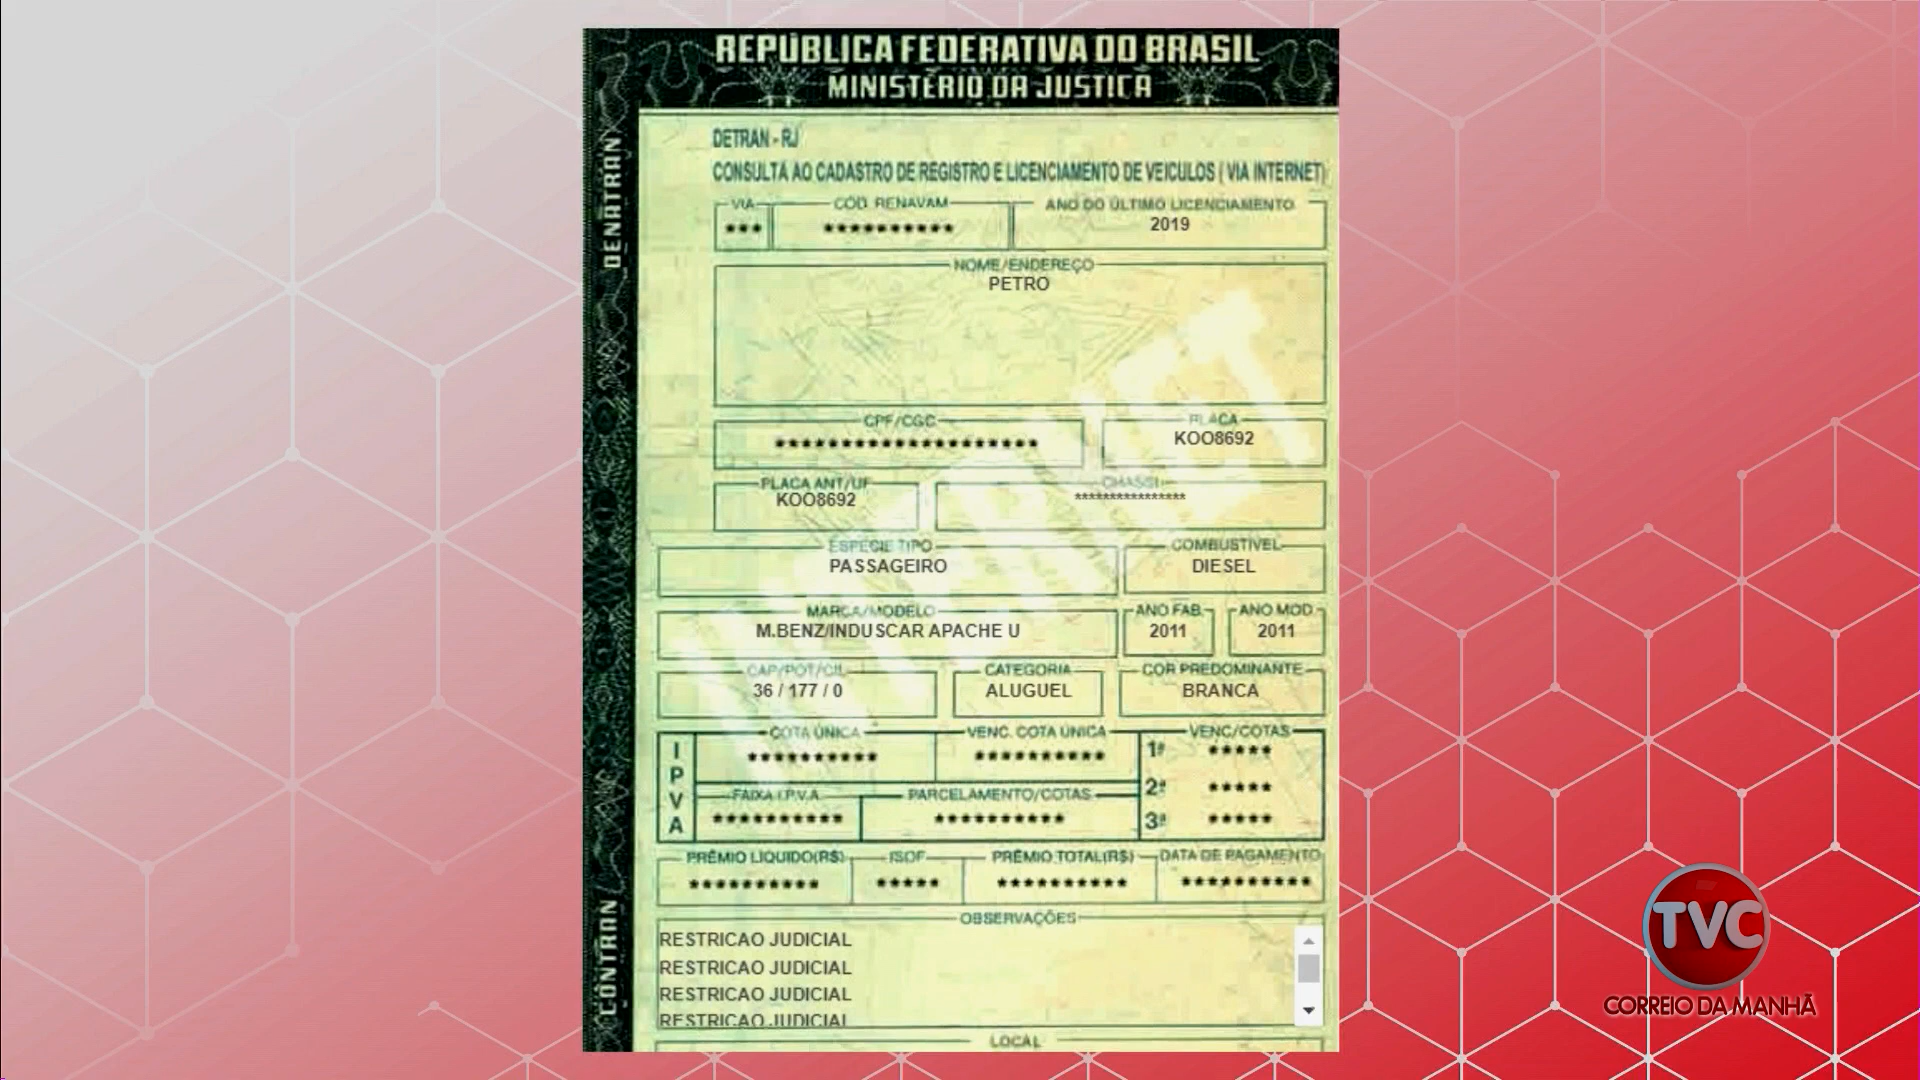 REPÚBLICA FEDERATIVA DO BRASIL
MINISTÉRIO DA JUSTIÇA
DENATRAN
CONTRAN
DETRAN - RJ
CONSULTA AO CADASTRO DE REGISTRO E LICENCIAMENTO DE VEICULOS ( VIA INTERNET)
VIA CÓD. RENAVAM ANO DO ÚLTIMO LICENCIAMENTO
*** ********** 2019
NOME/ENDEREÇO
PETRO
CPF/CGC PLACA
******************** KOO8692
PLACA ANT/UF CHASSI
KOO8692 ****************
ESPÉCIE TIPO COMBUSTÍVEL
PASSAGEIRO DIESEL
MARCA/MODELO ANO FAB. ANO MOD
M.BENZ/INDUSCAR APACHE U 2011 2011
CAP/POT/CIL CATEGORIA COR PREDOMINANTE
36 / 177 / 0 ALUGUEL BRANCA
IPVA
COTA ÚNICA VENC. COTA ÚNICA VENC/COTAS
********** ********** 1ª *****
2ª *****
FAIXA I.P.V.A PARCELAMENTO/COTAS
********** ********** 3ª *****
PRÊMIO LIQUIDO(R$) ISOF PRÊMIO TOTAL(R$) DATA DE PAGAMENTO
********** ***** ********** **********
OBSERVAÇÕES
RESTRICAO JUDICIAL
RESTRICAO JUDICIAL
RESTRICAO JUDICIAL
RESTRICAO JUDICIAL
LOCAL
INTERNET
TVC
CORREIO DA MANHÃ